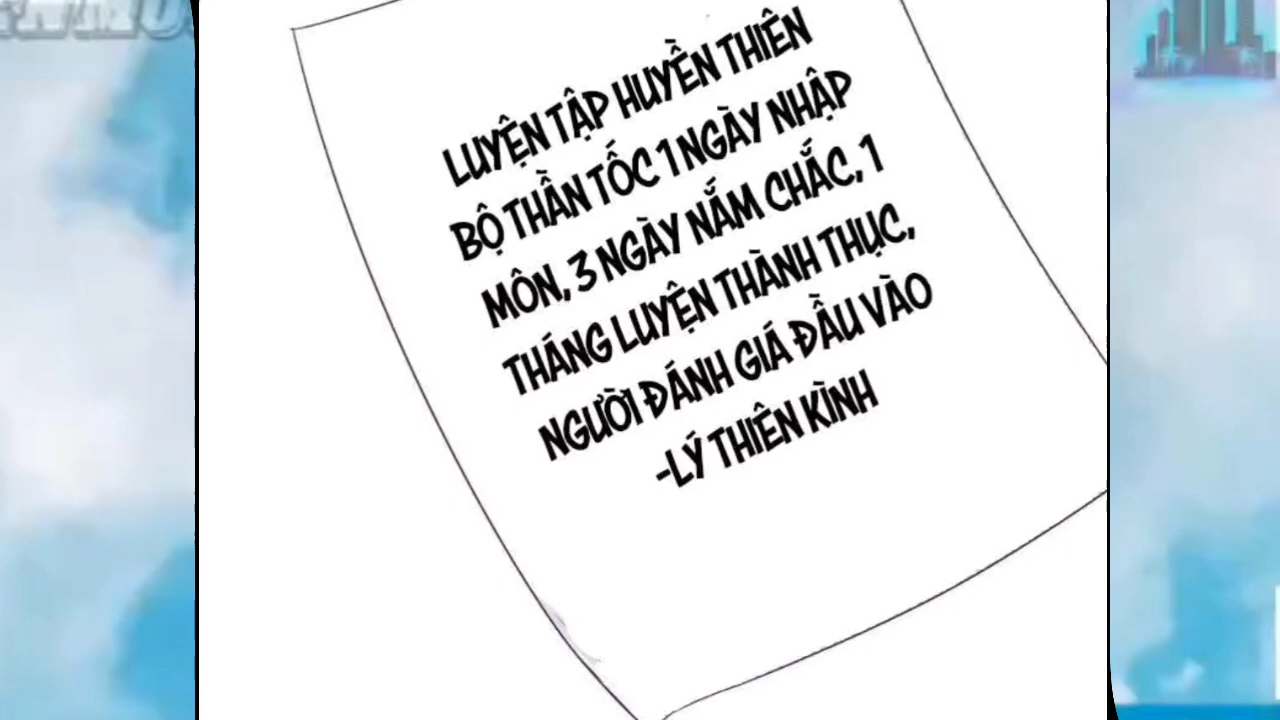 LUYỆN TẬP HUYỀN THIÊN
BỘ THẦN TỐC 1 NGÀY NHẬP
MÔN, 3 NGÀY NẮM CHẮC, 1
THÁNG LUYỆN THÀNH THỤC,
NGƯỜI ĐÁNH GIÁ ĐẦU VÀO
-LÝ THIÊN KÌNH